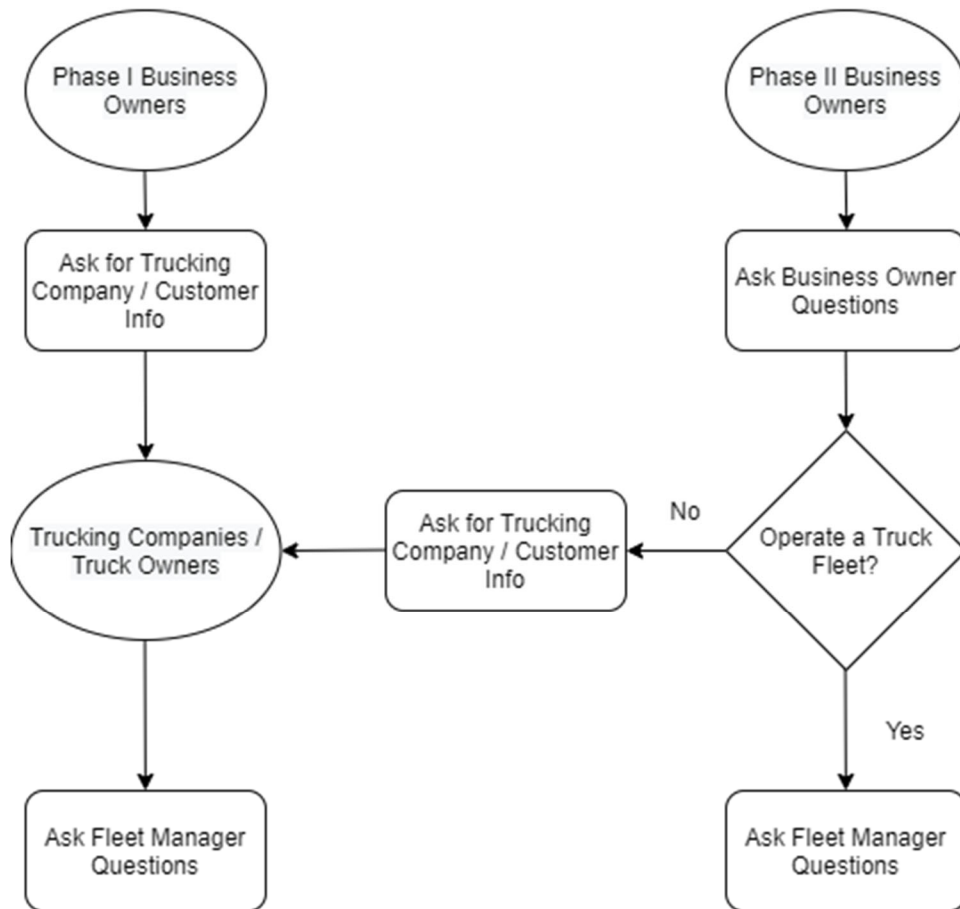 Phase I Business
Owners
Phase II Business
Owners
Ask for Trucking
Company / Customer
Info
Ask Business Owner
Questions
Trucking Companies /
Truck Owners
Ask for Trucking
Company / Customer
Info
No
Operate a Truck
Fleet?
Yes
Ask Fleet Manager
Questions
Ask Fleet Manager
Questions